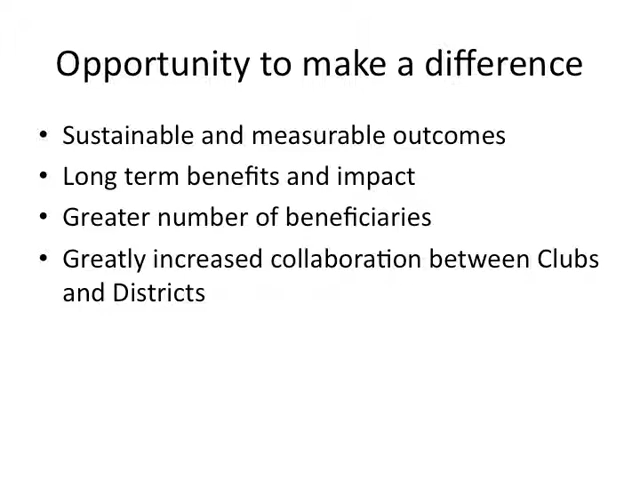 Opportunity to make a difference
• Sustainable and measurable outcomes
• Long term benefits and impact
• Greater number of beneficiaries
• Greatly increased collaboration between Clubs
and Districts